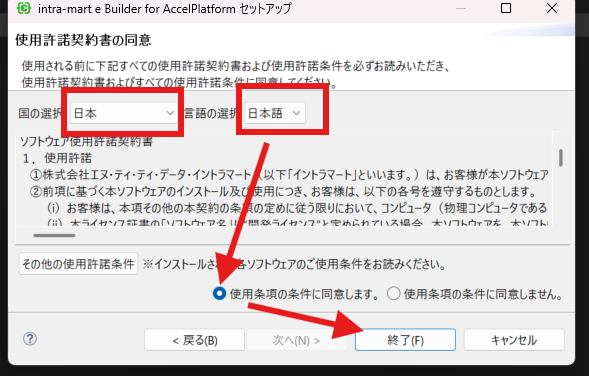 intra-mart e Builder for AccelPlatform セットアップ
使用許諾契約書の同意
使用される前に下記すべての使用許諾契約書および使用許諾条件を必ずお読みいただき、
使用許諾契約書およびすべての使用許諾条件に同意してください。
国の選択 日本 言語の選択 日本語
ソフトウェア使用許諾契約書
1．使用許諾
①株式会社エヌ・ティ・ティ・データ・イントラマート（以下「イントラマート」といいます。）は、お客様が本ソフトウェア
②前項に基づく本ソフトウェアのインストール及び使用につき、お客様は、以下の各号を遵守するものとします。
（i）お客様は、本項その他の本契約の条項の定めに従う限りにおいて、コンピュータ（物理コンピュータである
（ii）本ライセンス証書の「ソフトウェア名」に"開発ライセンス"と定められている場合、本ソフトウェアを、本ソフト
その他の使用許諾条件 ※インストールされる各ソフトウェアのご使用条件をお読みください。
使用条項の条件に同意します。 使用条項の条件に同意しません。
< 戻る(B) 次へ(N) > 終了(F) キャンセル